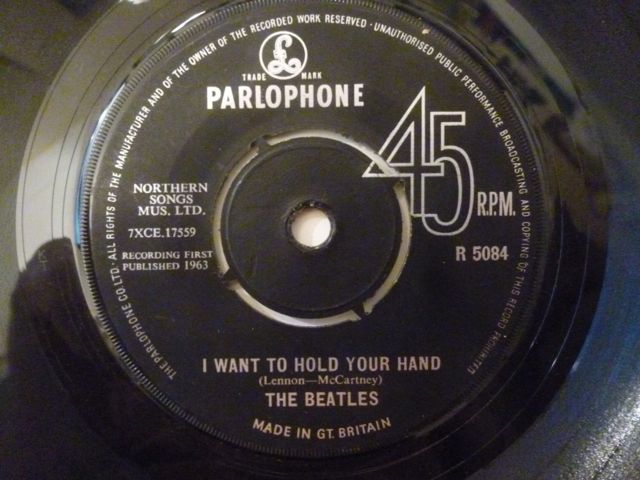 THE PARLOPHONE CO. LTD · ALL RIGHTS OF THE MANUFACTURER AND OF THE OWNER OF THE RECORDED WORK RESERVED · UNAUTHORISED PUBLIC PERFORMANCE BROADCASTING AND COPYING OF THIS RECORD PROHIBITED
£
TRADE MARK
PARLOPHONE
45 R.P.M.
NORTHERN
SONGS
MUS. LTD.
7XCE.17559
R 5084
RECORDING FIRST
PUBLISHED 1963
I WANT TO HOLD YOUR HAND
(Lennon—McCartney)
THE BEATLES
MADE IN GT. BRITAIN